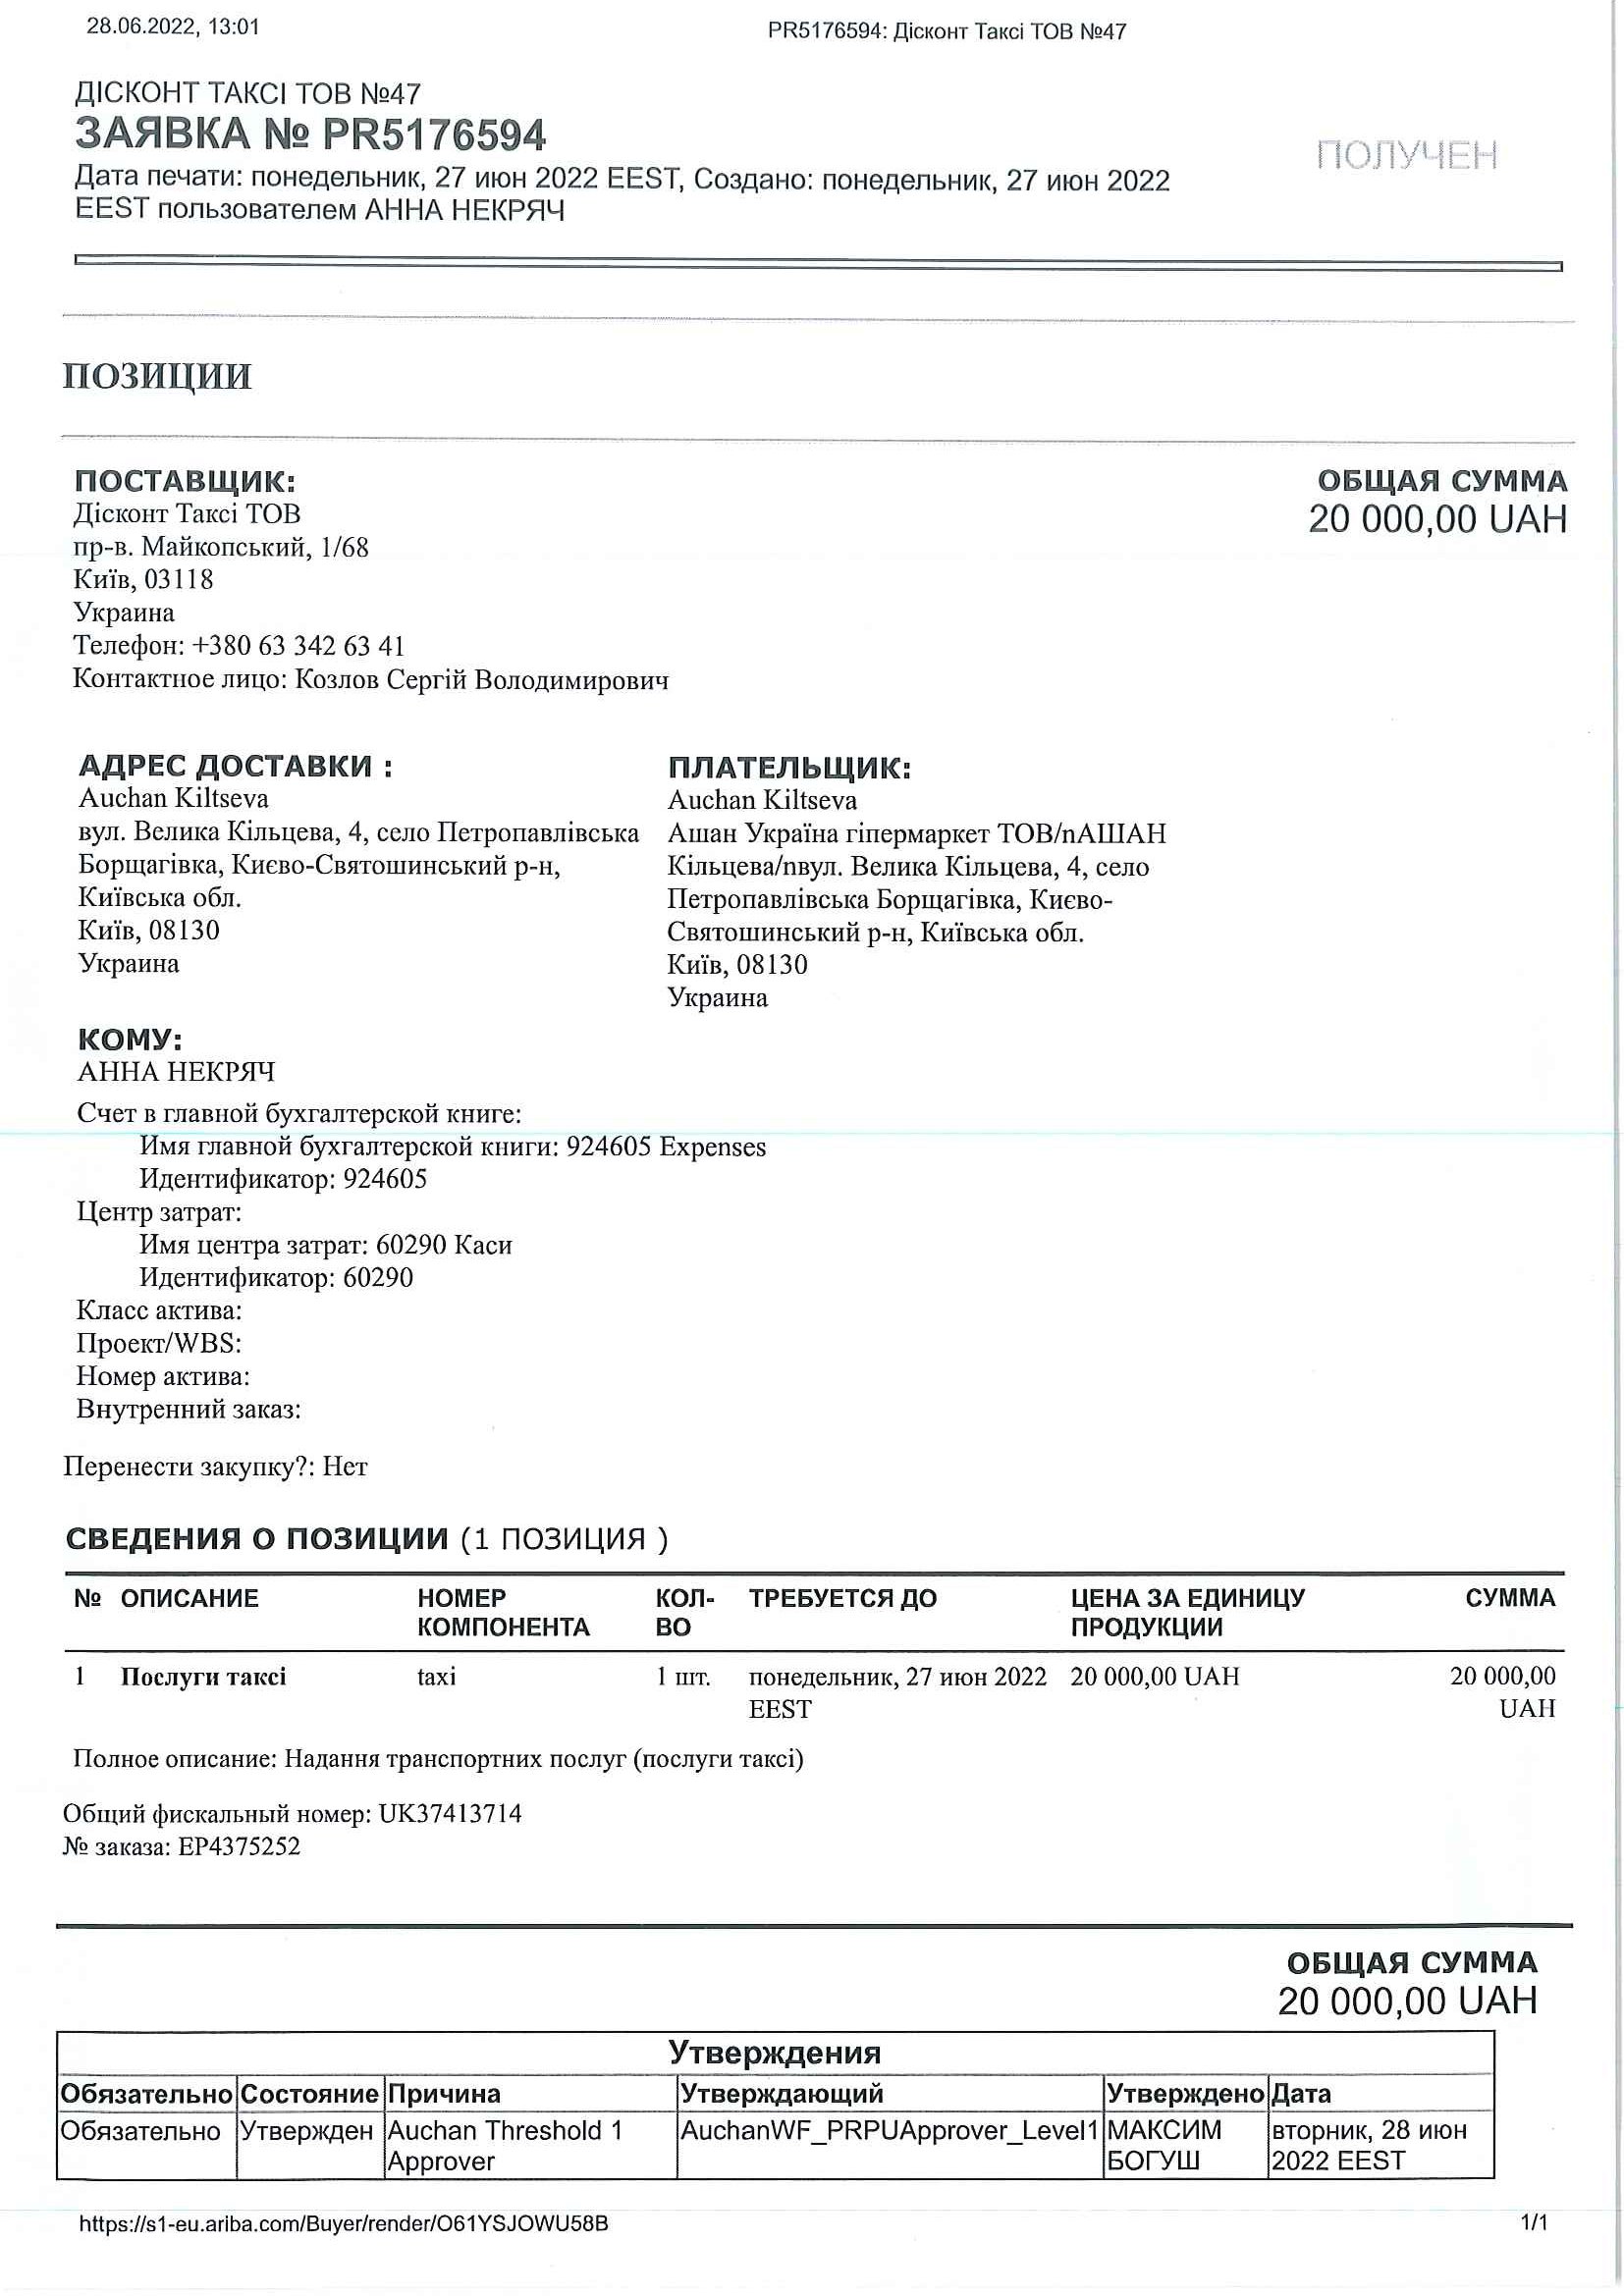 28.06.2022, 13:01
PR5176594: Дісконт Таксі ТОВ №47
ДІСКОНТ ТАКСІ ТОВ №47
ЗАЯВКА № PR5176594
ПОЛУЧЕН
Дата печати: понедельник, 27 июн 2022 EEST, Создано: понедельник, 27 июн 2022
EEST пользователем АННА НЕКРЯЧ
ПОЗИЦИИ
ПОСТАВЩИК:
Дісконт Таксі ТОВ
пр-в. Майкопський, 1/68
Київ, 03118
Украина
Телефон: +380 63 342 63 41
Контактное лицо: Козлов Сергій Володимирович
ОБЩАЯ СУММА
20 000,00 UAH
АДРЕС ДОСТАВКИ :
Auchan Kiltseva
вул. Велика Кільцева, 4, село Петропавлівська
Борщагівка, Києво-Святошинський р-н,
Київська обл.
Київ, 08130
Украина
ПЛАТЕЛЬЩИК:
Auchan Kiltseva
Ашан Україна гіпермаркет ТОВ/nАШАН
Кільцева/nвул. Велика Кільцева, 4, село
Петропавлівська Борщагівка, Києво-
Святошинський р-н, Київська обл.
Київ, 08130
Украина
КОМУ:
АННА НЕКРЯЧ
Счет в главной бухгалтерской книге:
Имя главной бухгалтерской книги: 924605 Expenses
Идентификатор: 924605
Центр затрат:
Имя центра затрат: 60290 Каси
Идентификатор: 60290
Класс актива:
Проект/WBS:
Номер актива:
Внутренний заказ:
Перенести закупку?: Нет
СВЕДЕНИЯ О ПОЗИЦИИ (1 ПОЗИЦИЯ )
№ ОПИСАНИЕ НОМЕР КОЛ- ТРЕБУЕТСЯ ДО ЦЕНА ЗА ЕДИНИЦУ СУММА
КОМПОНЕНТА ВО ПРОДУКЦИИ
1 Послуги таксі taxi 1 шт. понедельник, 27 июн 2022 20 000,00 UAH 20 000,00
EEST UAH
Полное описание: Надання транспортних послуг (послуги таксі)
Общий фискальный номер: UK37413714
№ заказа: EP4375252
ОБЩАЯ СУММА
20 000,00 UAH
Утверждения
Обязательно Состояние Причина Утверждающий Утверждено Дата
Обязательно Утвержден Auchan Threshold 1 AuchanWF_PRPUApprover_Level1 МАКСИМ вторник, 28 июн
Approver БОГУШ 2022 EEST
https://s1-eu.ariba.com/Buyer/render/O61YSJOWU58B
1/1